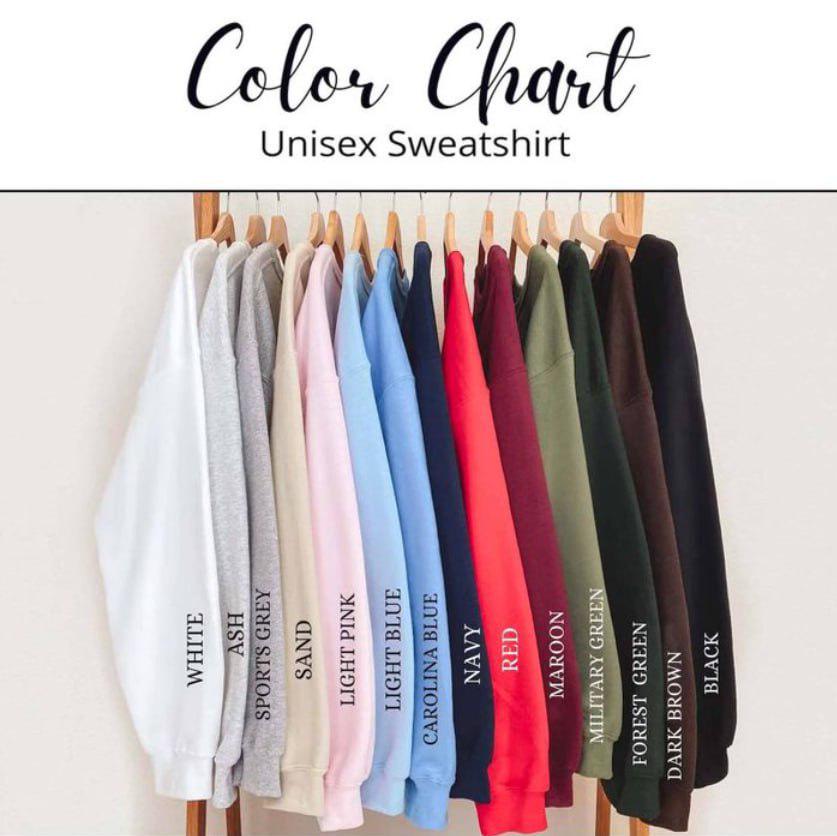 Color Chart
Unisex Sweatshirt
WHITE
ASH
SPORTS GREY
SAND
LIGHT PINK
LIGHT BLUE
CAROLINA BLUE
NAVY
RED
MAROON
MILITARY GREEN
FOREST GREEN
DARK BROWN
BLACK